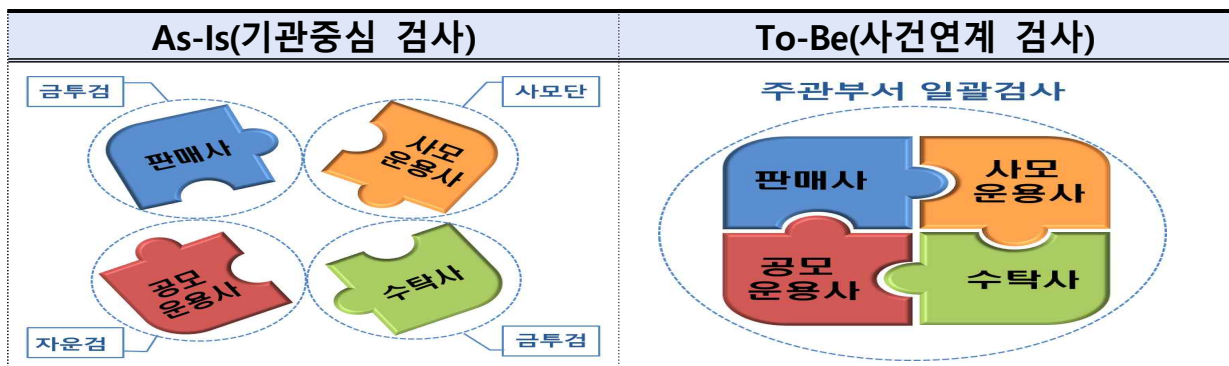 As-Is(기관중심 검사)
To-Be(사건연계 검사)
금투검
사모단
판매사
사모
운용사
공모
운용사
수탁사
자운검
금투검
주관부서 일괄검사
판매사
사모
운용사
공모
운용사
수탁사